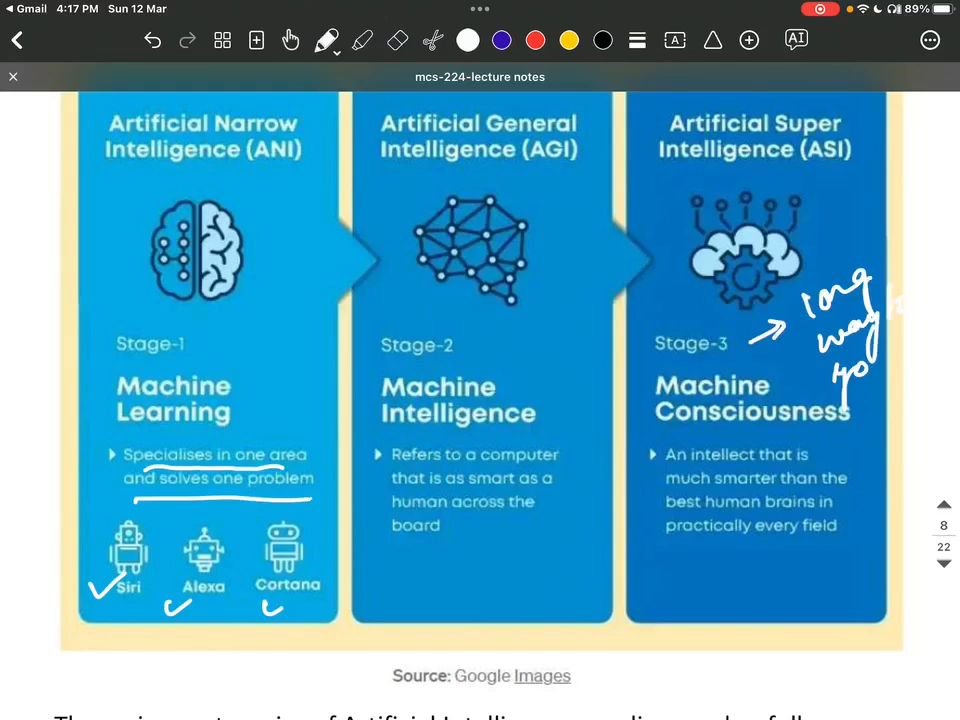 Gmail 4:17 PM Sun 12 Mar 89%
A AI
mcs-224-lecture notes
Artificial Narrow
Intelligence (ANI)
Stage-1
Machine
Learning
Specialises in one area
and solves one problem
Siri Alexa Cortana
Artificial General
Intelligence (AGI)
Stage-2
Machine
Intelligence
Refers to a computer
that is as smart as a
human across the
board
Artificial Super
Intelligence (ASI)
Stage-3
Machine
Consciousness
An intellect that is
much smarter than the
best human brains in
practically every field
long
way
go
8
22
Source: Google Images